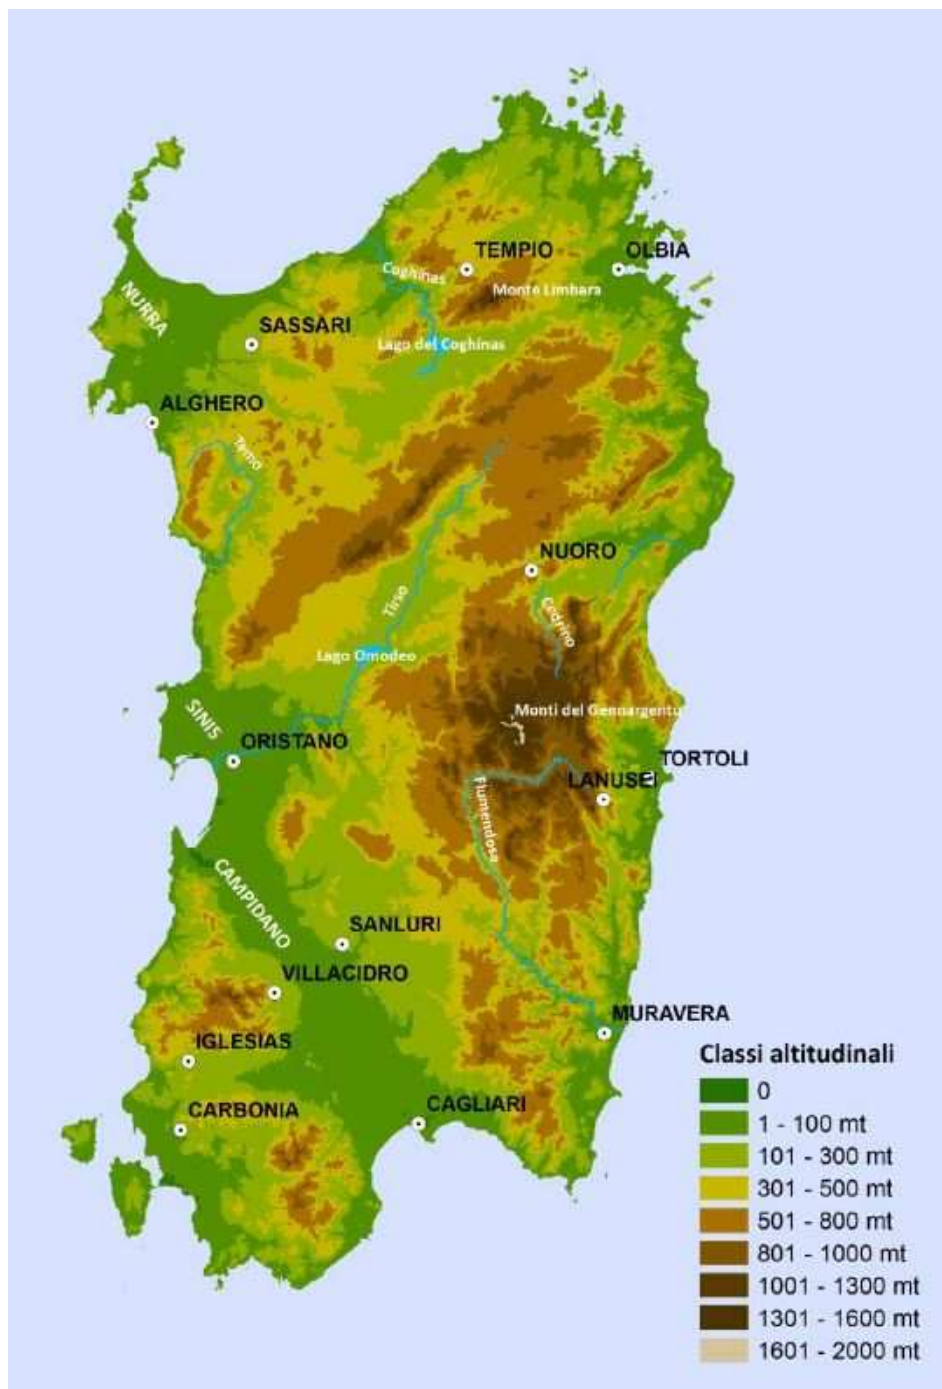 TEMPIO
OLBIA
Coghinas
Monte Limbara
NURRA
SASSARI
Lago del Coghinas
ALGHERO
Temo
NUORO
Tirso
Cedrino
Lago Omodeo
SINIS
Monti del Gennargentu
ORISTANO
TORTOLI
LANUSEI
Flumendosa
CAMPIDANO
SANLURI
VILLACIDRO
MURAVERA
IGLESIAS
Classi altitudinali
0
CARBONIA
CAGLIARI
1 - 100 mt
101 - 300 mt
301 - 500 mt
501 - 800 mt
801 - 1000 mt
1001 - 1300 mt
1301 - 1600 mt
1601 - 2000 mt